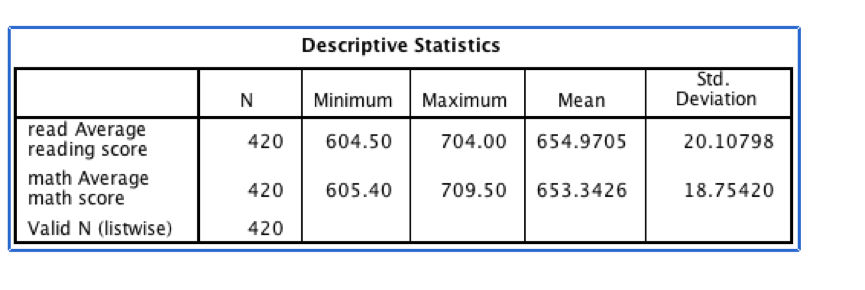 Descriptive Statistics
N Minimum Maximum Mean Std. Deviation
read Average reading score 420 604.50 704.00 654.9705 20.10798
math Average math score 420 605.40 709.50 653.3426 18.75420
Valid N (listwise) 420